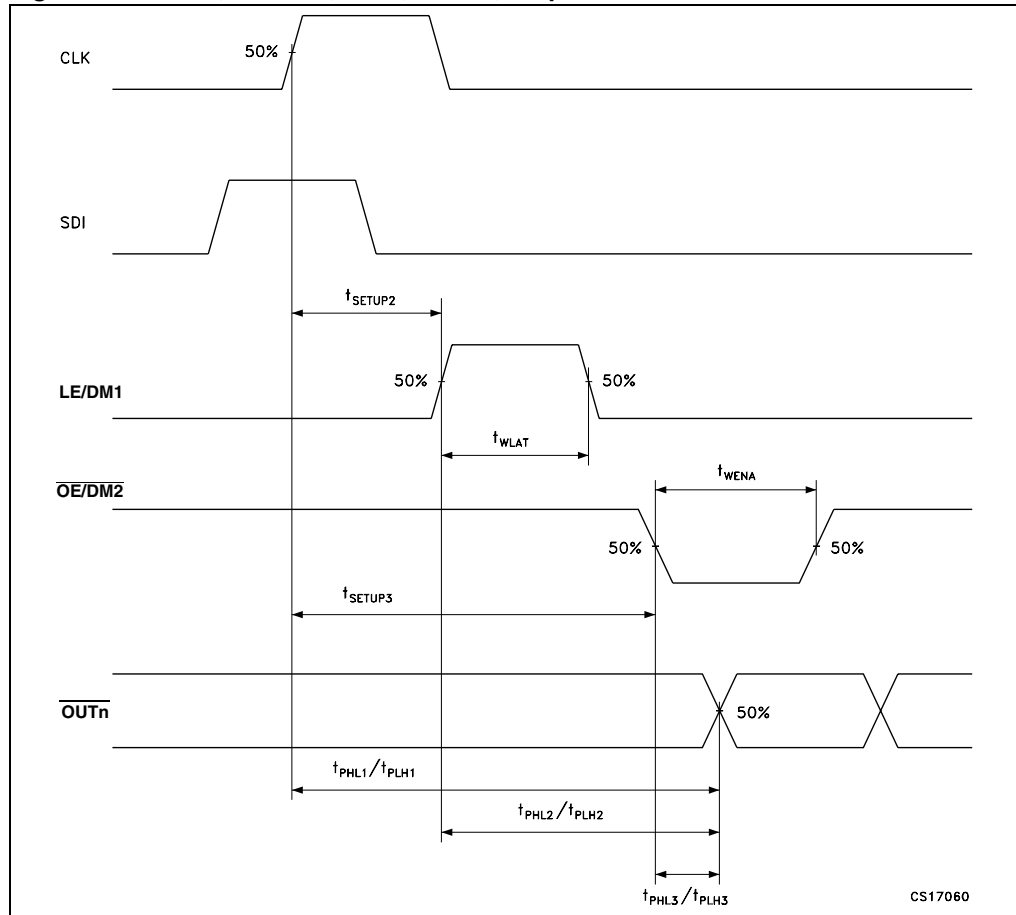 CLK
50%
SDI
tSETUP2
LE/DM1
50%
50%
tWLAT
OE/DM2
tWENA
50%
50%
tSETUP3
OUTn
50%
tPHL1/tPLH1
tPHL2/tPLH2
tPHL3/tPLH3
CS17060